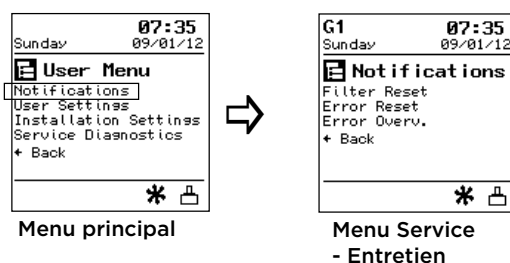 07:35
Sunday 09/01/12
User Menu
Notifications
User Settings
Installation Settings
Service Diagnostics
← Back
Menu principal
G1 07:35
Sunday 09/01/12
Notifications
Filter Reset
Error Reset
Error Overv.
← Back
Menu Service
- Entretien